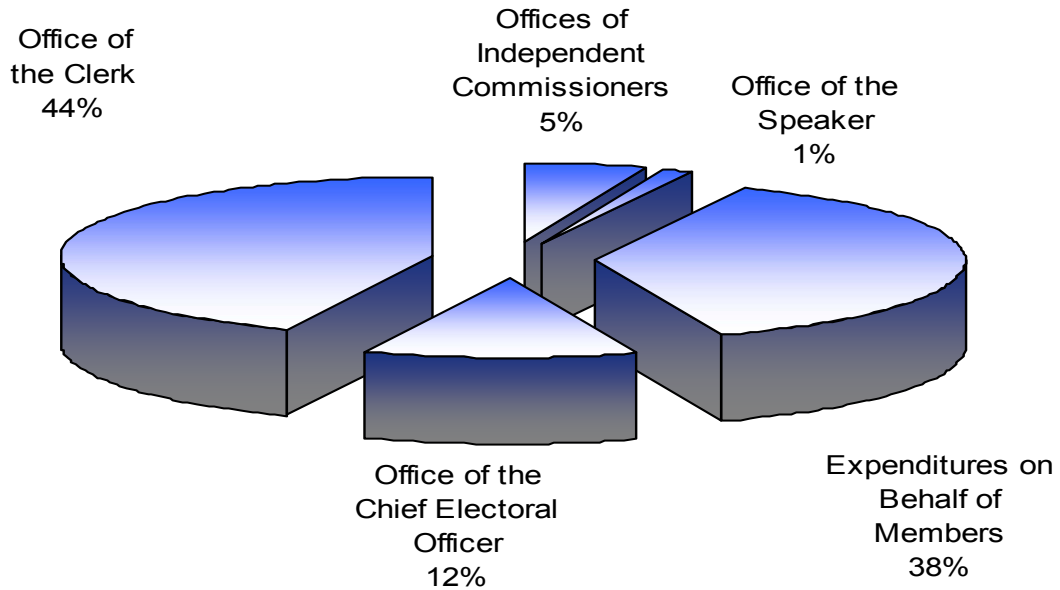 Office of
the Clerk
44%
Offices of
Independent
Commissioners
5%
Office of the
Speaker
1%
Office of the
Chief Electoral
Officer
12%
Expenditures on
Behalf of
Members
38%